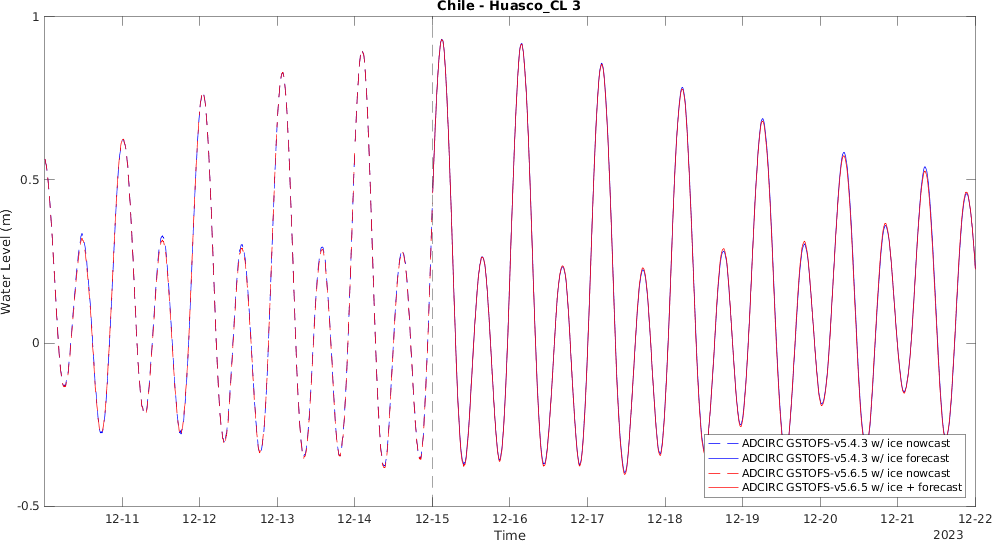 Chile - Huasco_CL 3
1
0.5
0
-0.5
Water Level (m)
ADCIRC GSTOFS-v5.4.3 w/ ice nowcast
ADCIRC GSTOFS-v5.4.3 w/ ice forecast
ADCIRC GSTOFS-v5.6.5 w/ ice nowcast
ADCIRC GSTOFS-v5.6.5 w/ ice + forecast
12-11 12-12 12-13 12-14 12-15 12-16 12-17 12-18 12-19 12-20 12-21 12-22
Time
2023